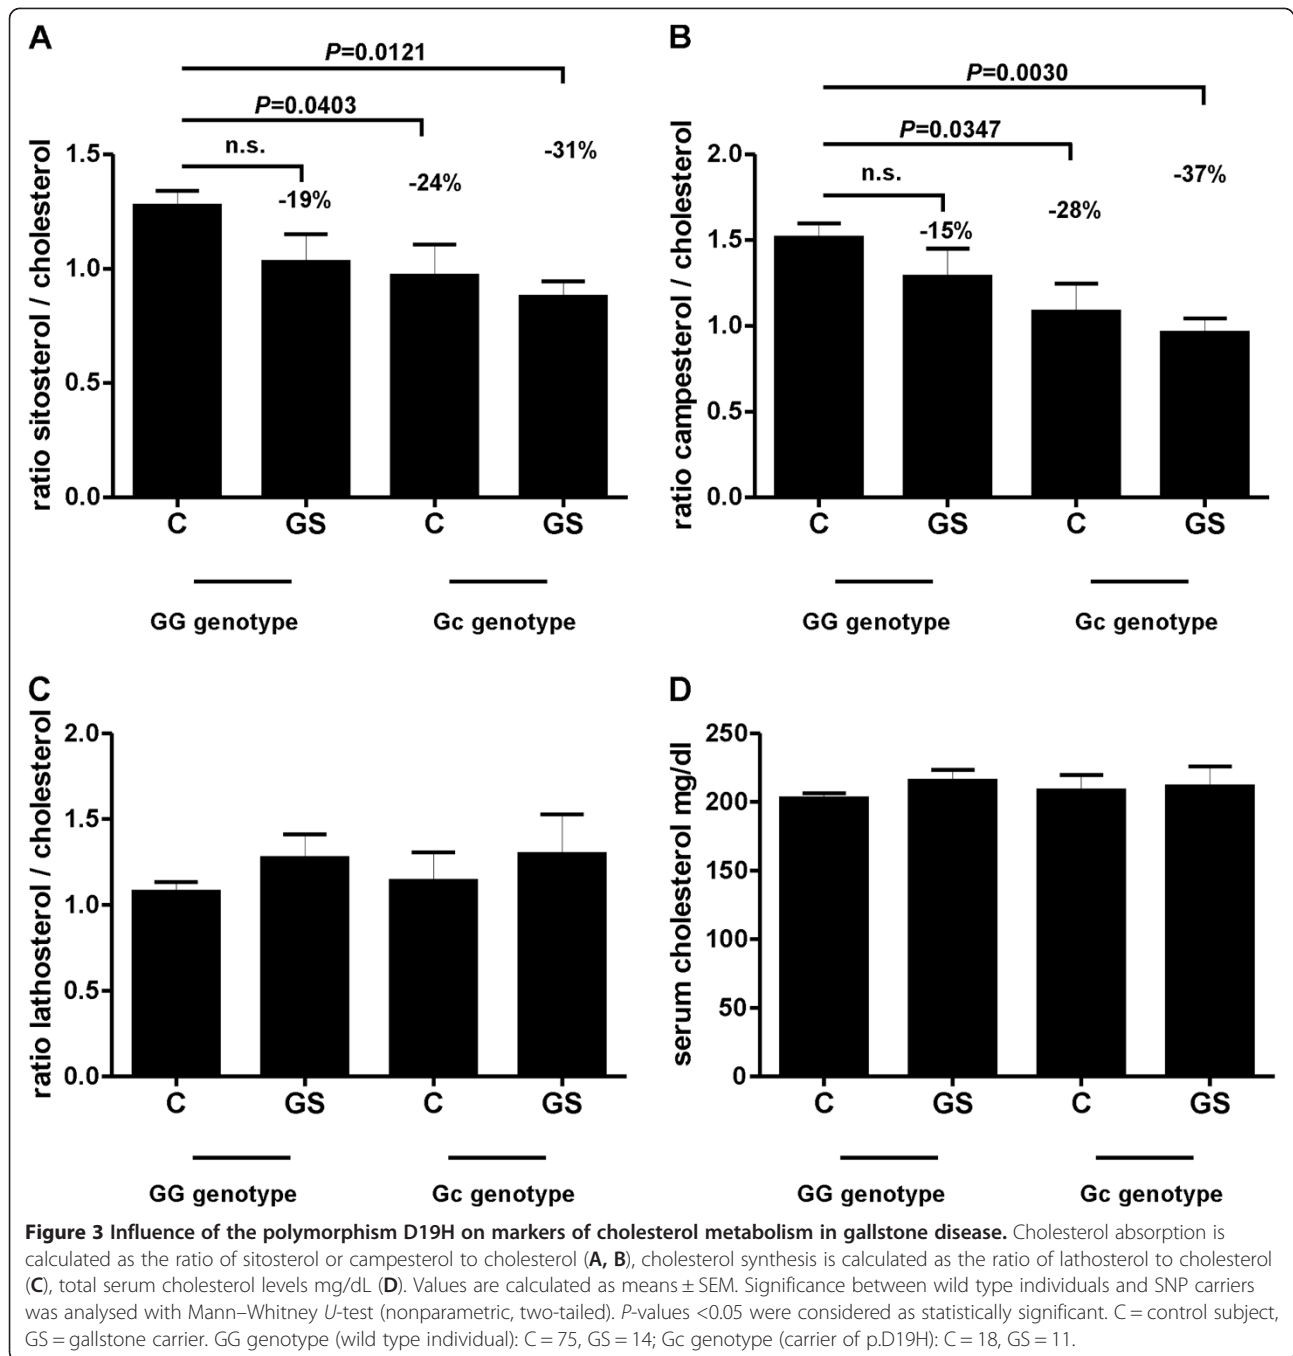 A
P=0.0121
P=0.0403
n.s.
-19%
-24%
-31%
ratio sitosterol / cholesterol
1.5
1.0
0.5
0.0
C GS C GS
GG genotype Gc genotype
B
P=0.0030
P=0.0347
n.s.
-15%
-28%
-37%
ratio campesterol / cholesterol
2.0
1.5
1.0
0.5
0.0
C GS C GS
GG genotype Gc genotype
C
ratio lathosterol / cholesterol
2.0
1.5
1.0
0.5
0.0
C GS C GS
GG genotype Gc genotype
D
serum cholesterol mg/dl
250
200
150
100
50
0
C GS C GS
GG genotype Gc genotype
Figure 3 Influence of the polymorphism D19H on markers of cholesterol metabolism in gallstone disease. Cholesterol absorption is
calculated as the ratio of sitosterol or campesterol to cholesterol (A, B), cholesterol synthesis is calculated as the ratio of lathosterol to cholesterol
(C), total serum cholesterol levels mg/dL (D). Values are calculated as means ± SEM. Significance between wild type individuals and SNP carriers
was analysed with Mann–Whitney U-test (nonparametric, two-tailed). P-values <0.05 were considered as statistically significant. C = control subject,
GS = gallstone carrier. GG genotype (wild type individual): C = 75, GS = 14; Gc genotype (carrier of p.D19H): C = 18, GS = 11.